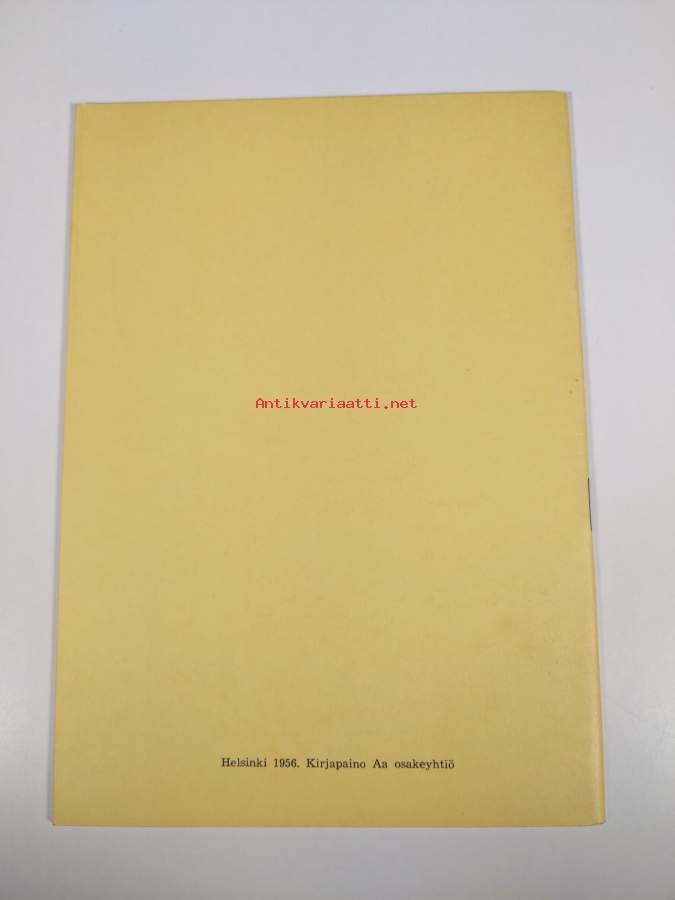 Antikvariaatti.net
Helsinki 1956. Kirjapaino Aa osakeyhtiö